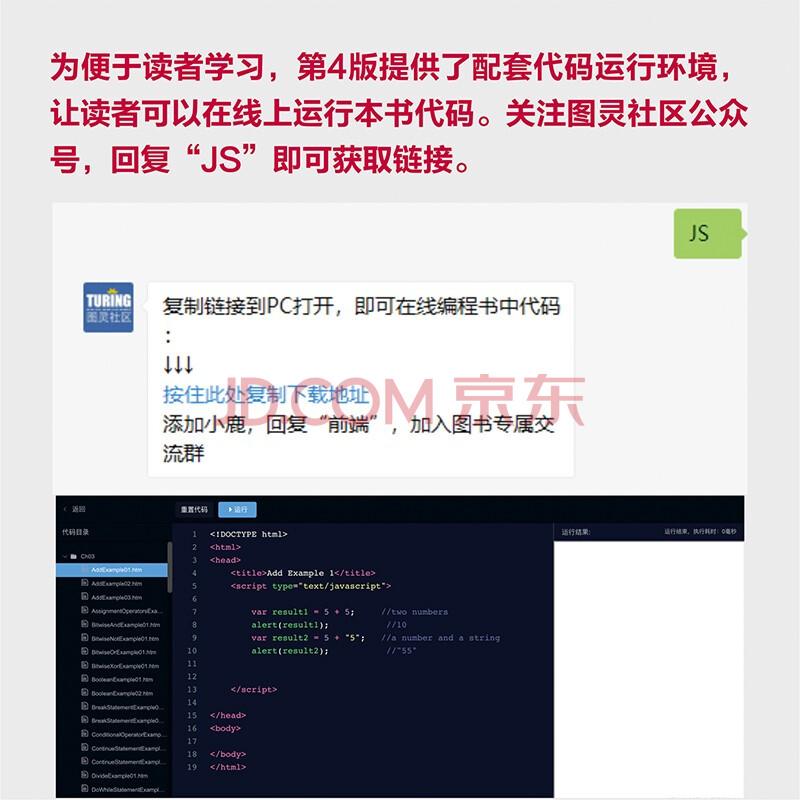 为便于读者学习，第4版提供了配套代码运行环境，
让读者可以在线上运行本书代码。关注图灵社区公众
号，回复“JS”即可获取链接。
JS
TURING
图灵社区
复制链接到PC打开，即可在线编程书中代码
：
↓↓↓
按住此处复制下载地址
JD.COM 京东
添加小鹿，回复“前端”，加入图书专属交
流群
返回
重置代码
运行
代码目录
运行结果:
运行结束，执行耗时：0毫秒
Ch03
AddExample01.htm
AddExample02.htm
AddExample03.htm
AssignmentOperatorsExa...
BitwiseAndExample01.htm
BitwiseNotExample01.htm
BitwiseOrExample01.htm
BitwiseXorExample01.htm
BooleanExample01.htm
BooleanExample02.htm
BreakStatementExample0...
BreakStatementExample0...
ConditionalOperatorExamp...
ContinueStatementExampl...
ContinueStatementExampl...
DivideExample01.htm
DoWhileStatementExampl...
1 <!DOCTYPE html>
2 <html>
3 <head>
4 <title>Add Example 1</title>
5 <script type="text/javascript">
6
7 var result1 = 5 + 5; //two numbers
8 alert(result1); //10
9 var result2 = 5 + "5"; //a number and a string
10 alert(result2); //"55"
11
12
13 </script>
14
15 </head>
16 <body>
17
18 </body>
19 </html>